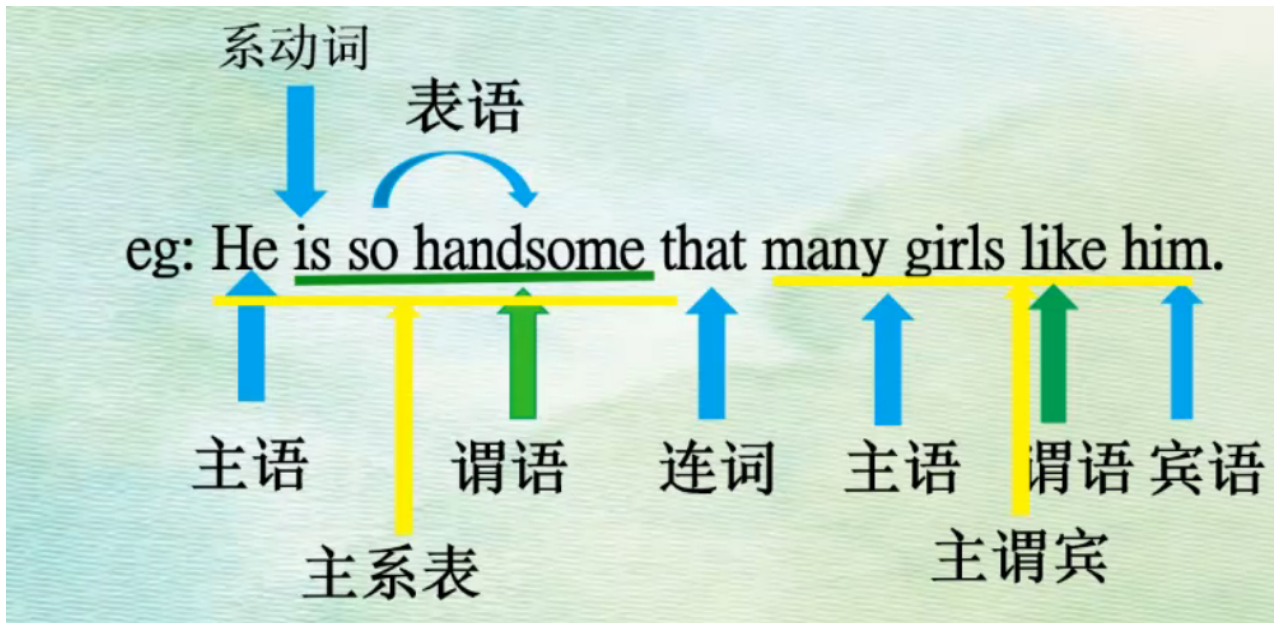 系动词
表语
eg: He is so handsome that many girls like him.
主语 谓语 连词 主语 谓语 宾语
主系表 主谓宾